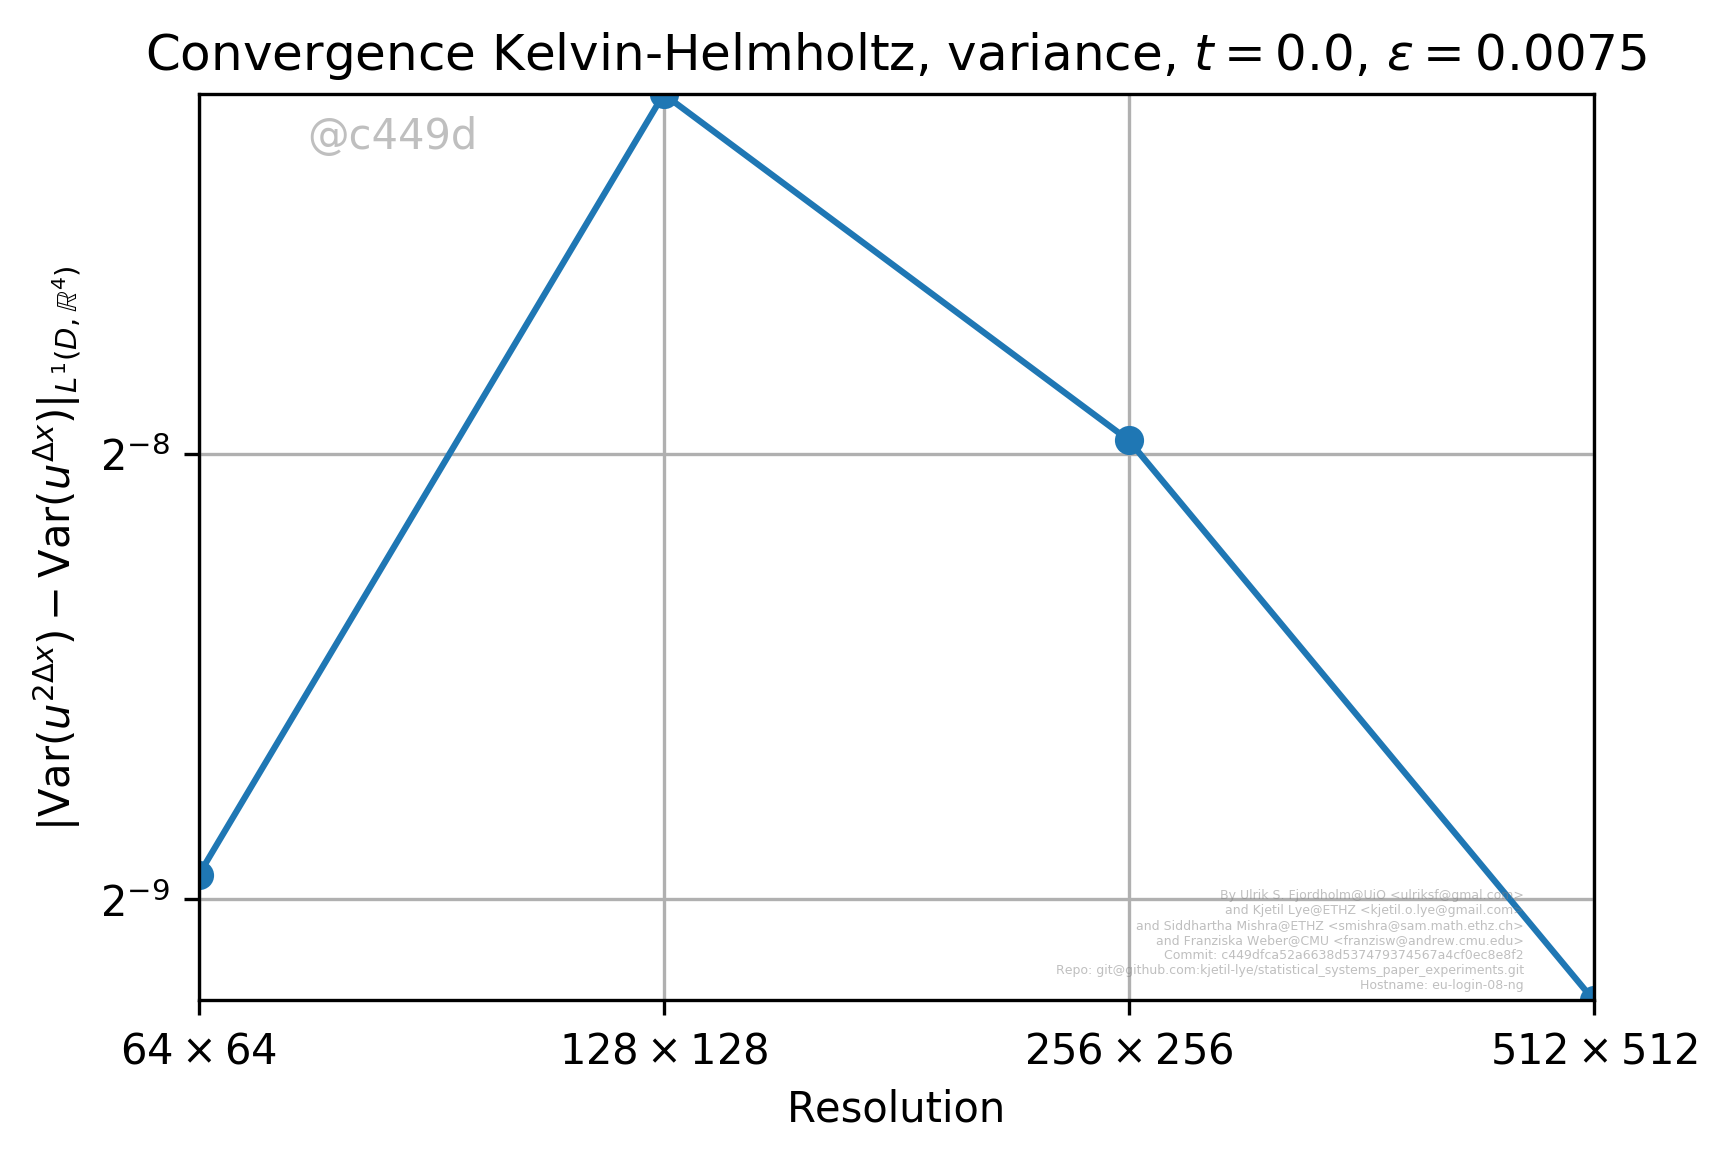 Convergence Kelvin-Helmholtz, variance, t = 0.0, ε = 0.0075
@c449d
|Var(u^{2Δx}) − Var(u^{Δx})|_{L^1(D, ℝ^4)}
2^{−8}
2^{−9}
By Ulrik S. Fjordholm@UiO <ulriksf@gmal.com>
and Kjetil Lye@ETHZ <kjetil.o.lye@gmail.com>
and Siddhartha Mishra@ETHZ <smishra@sam.math.ethz.ch>
and Franziska Weber@CMU <franzisw@andrew.cmu.edu>
Commit: c449dfca52a6638d537479374567a4cf0ec8e8f2
Repo: git@github.com:kjetil-lye/statistical_systems_paper_experiments.git
Hostname: eu-login-08-ng
64 × 64 128 × 128 256 × 256 512 × 512
Resolution